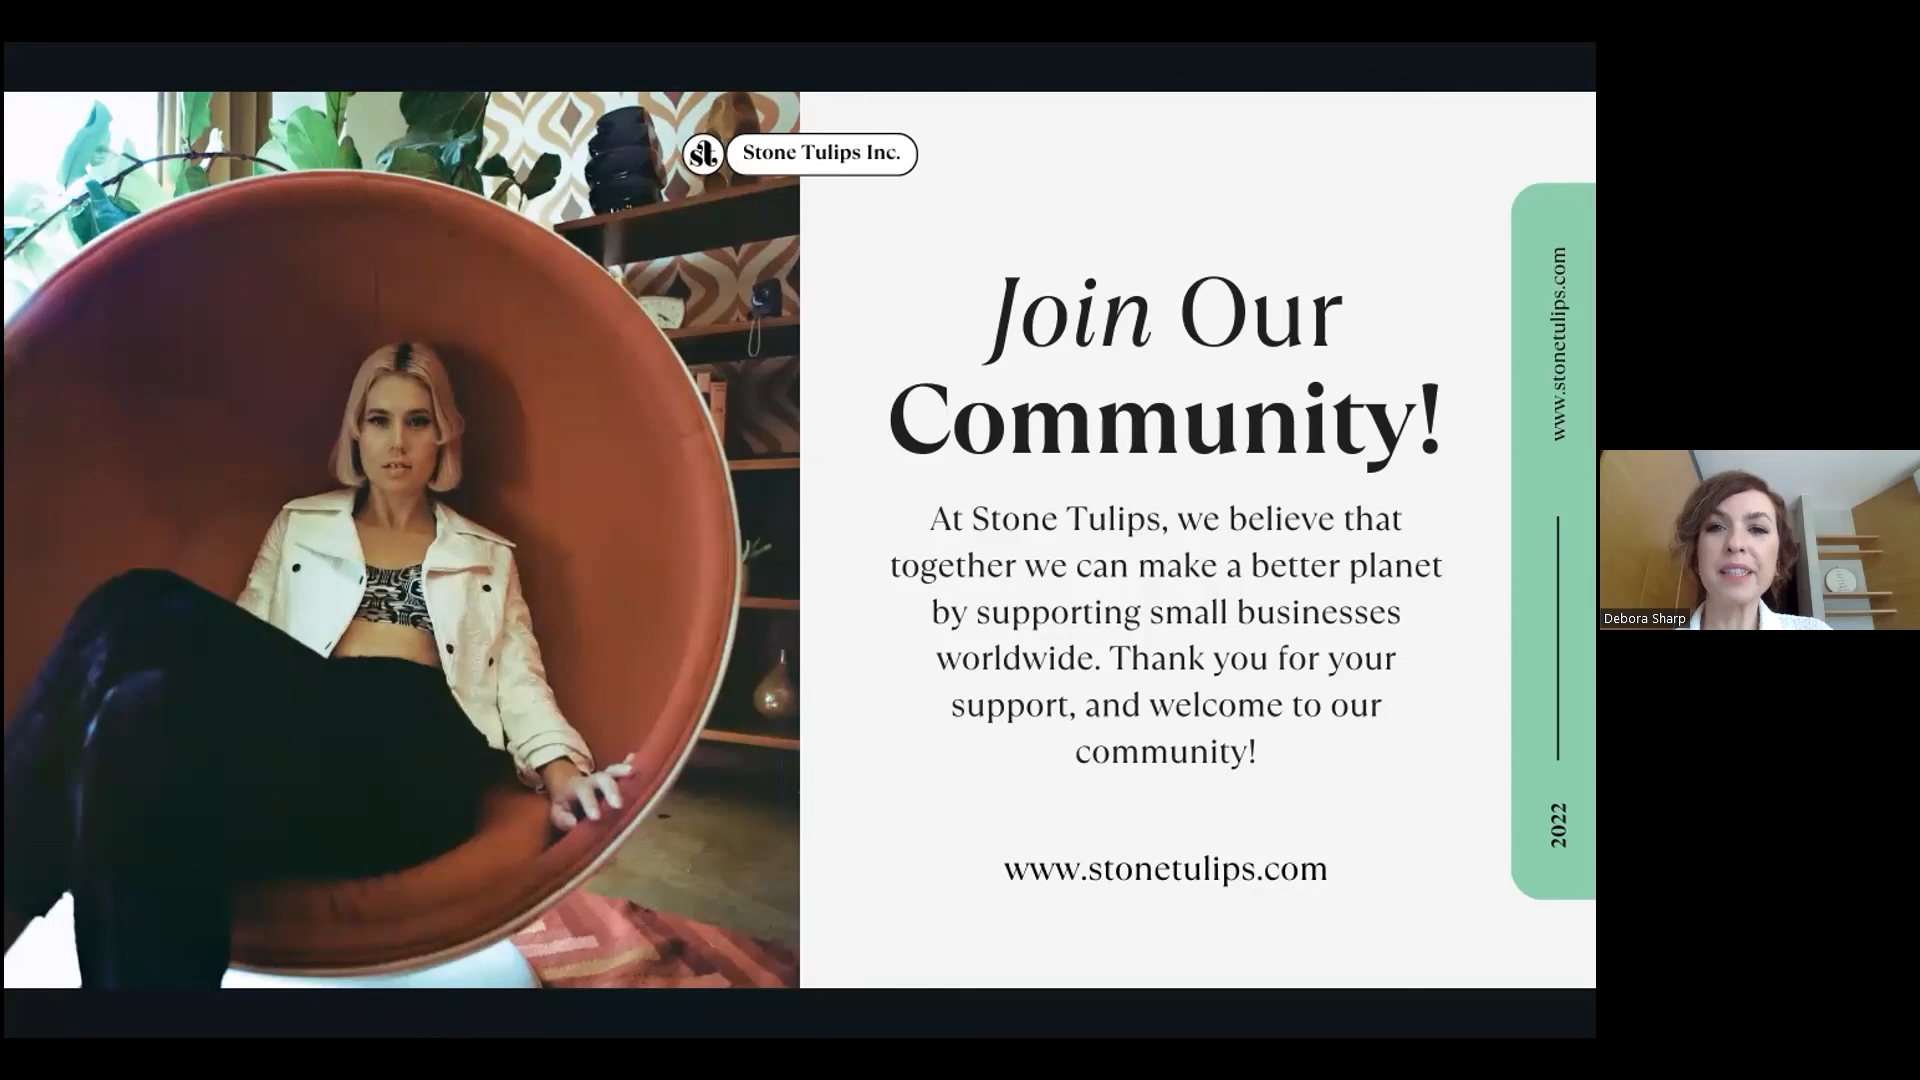 st
Stone Tulips Inc.
Join Our
Community!
At Stone Tulips, we believe that
together we can make a better planet
by supporting small businesses
worldwide. Thank you for your
support, and welcome to our
community!
www.stonetulips.com
www.stonetulips.com
2022
Debora Sharp